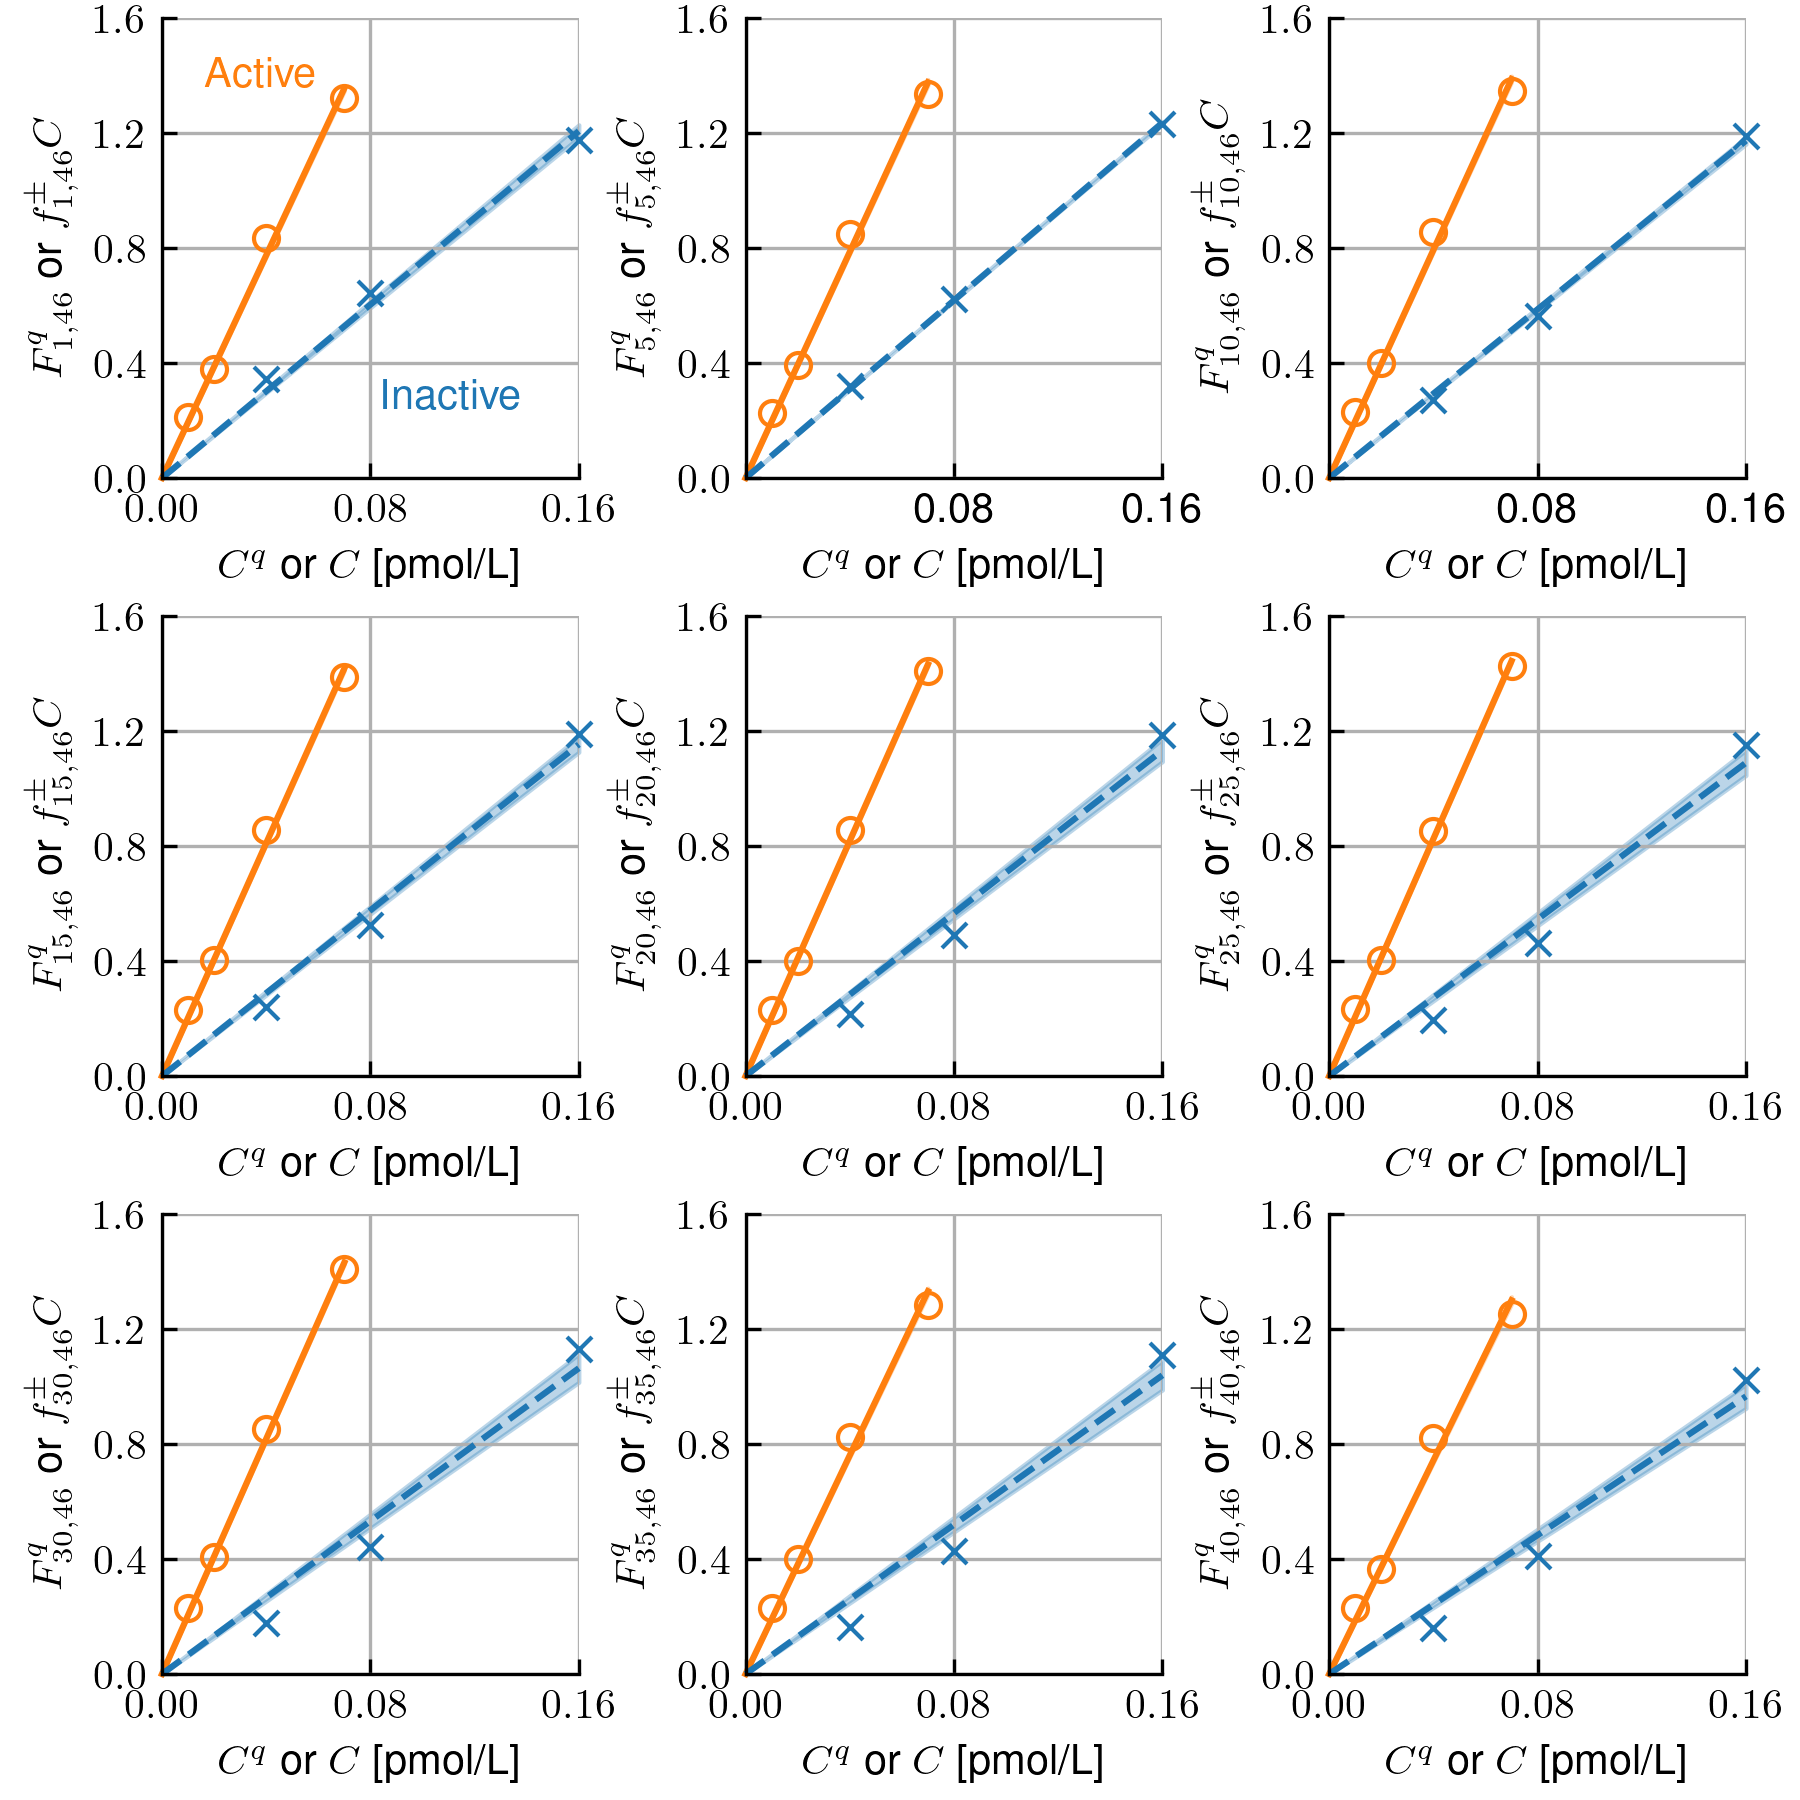 1.6 1.2 0.8 0.4 0.0
F^q_{1,46} or f^±_{1,46}C
Active
Inactive
0.00 0.08 0.16
C^q or C [pmol/L]
1.6 1.2 0.8 0.4 0.0
F^q_{5,46} or f^±_{5,46}C
0.08 0.16
C^q or C [pmol/L]
1.6 1.2 0.8 0.4 0.0
F^q_{10,46} or f^±_{10,46}C
0.08 0.16
C^q or C [pmol/L]
1.6 1.2 0.8 0.4 0.0
F^q_{15,46} or f^±_{15,46}C
0.00 0.08 0.16
C^q or C [pmol/L]
1.6 1.2 0.8 0.4 0.0
F^q_{20,46} or f^±_{20,46}C
0.00 0.08 0.16
C^q or C [pmol/L]
1.6 1.2 0.8 0.4 0.0
F^q_{25,46} or f^±_{25,46}C
0.00 0.08 0.16
C^q or C [pmol/L]
1.6 1.2 0.8 0.4 0.0
F^q_{30,46} or f^±_{30,46}C
0.00 0.08 0.16
C^q or C [pmol/L]
1.6 1.2 0.8 0.4 0.0
F^q_{35,46} or f^±_{35,46}C
0.00 0.08 0.16
C^q or C [pmol/L]
1.6 1.2 0.8 0.4 0.0
F^q_{40,46} or f^±_{40,46}C
0.00 0.08 0.16
C^q or C [pmol/L]